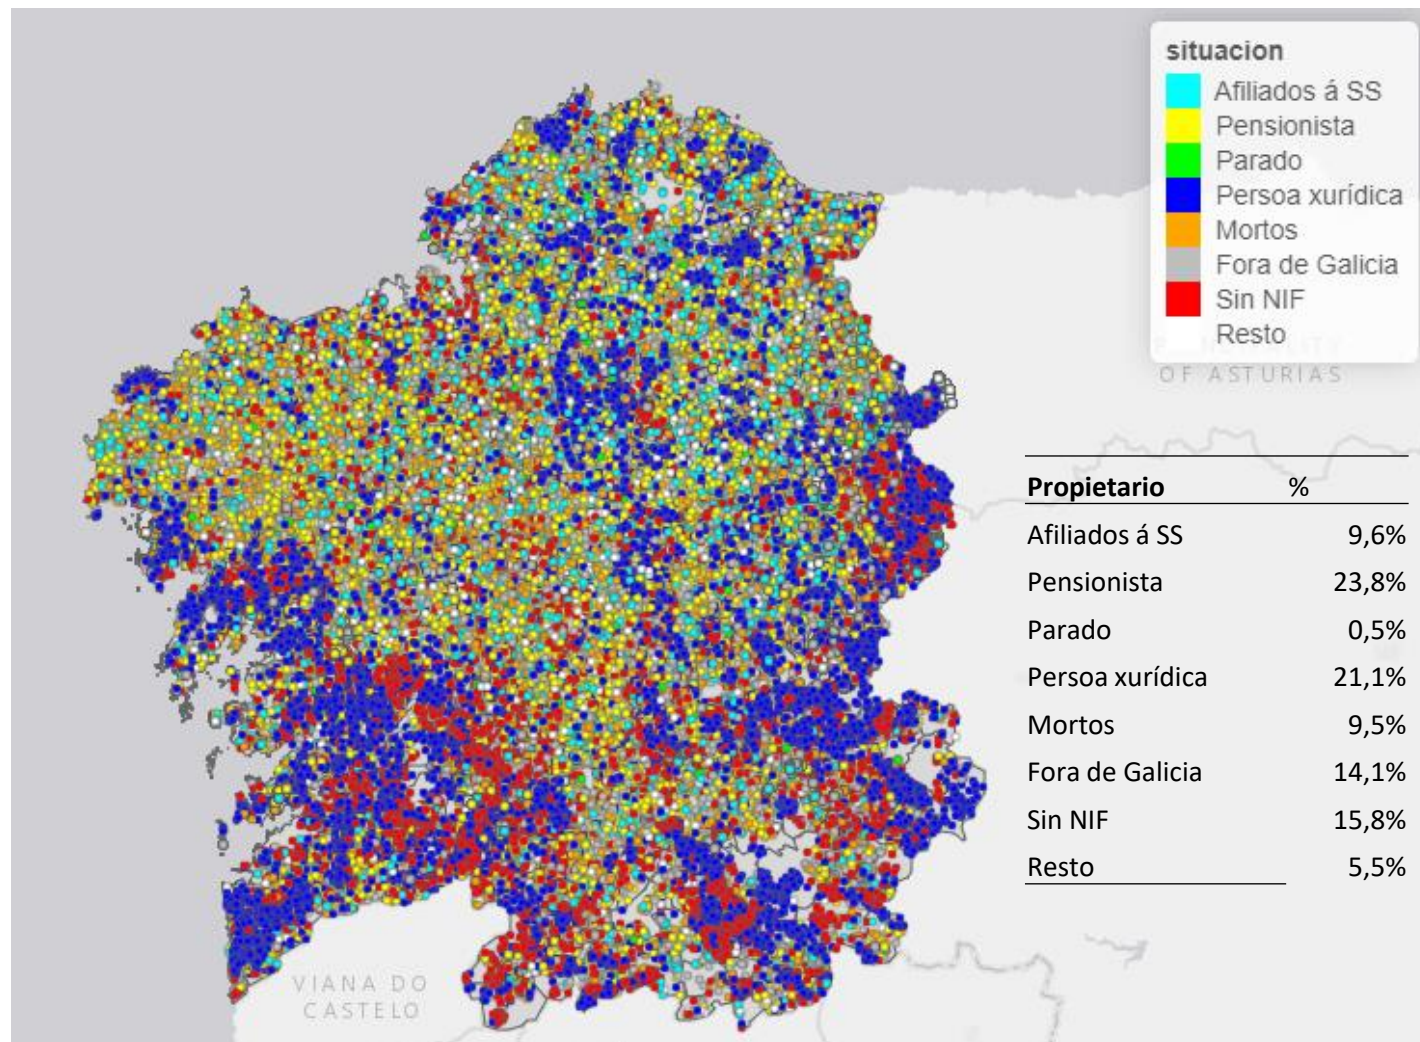 situacion
Afiliados á SS
Pensionista
Parado
Persoa xurídica
Mortos
Fora de Galicia
Sin NIF
Resto
OF ASTURIAS
Propietario %
Afiliados á SS 9,6%
Pensionista 23,8%
Parado 0,5%
Persoa xurídica 21,1%
Mortos 9,5%
Fora de Galicia 14,1%
Sin NIF 15,8%
Resto 5,5%
VIANA DO
CASTELO